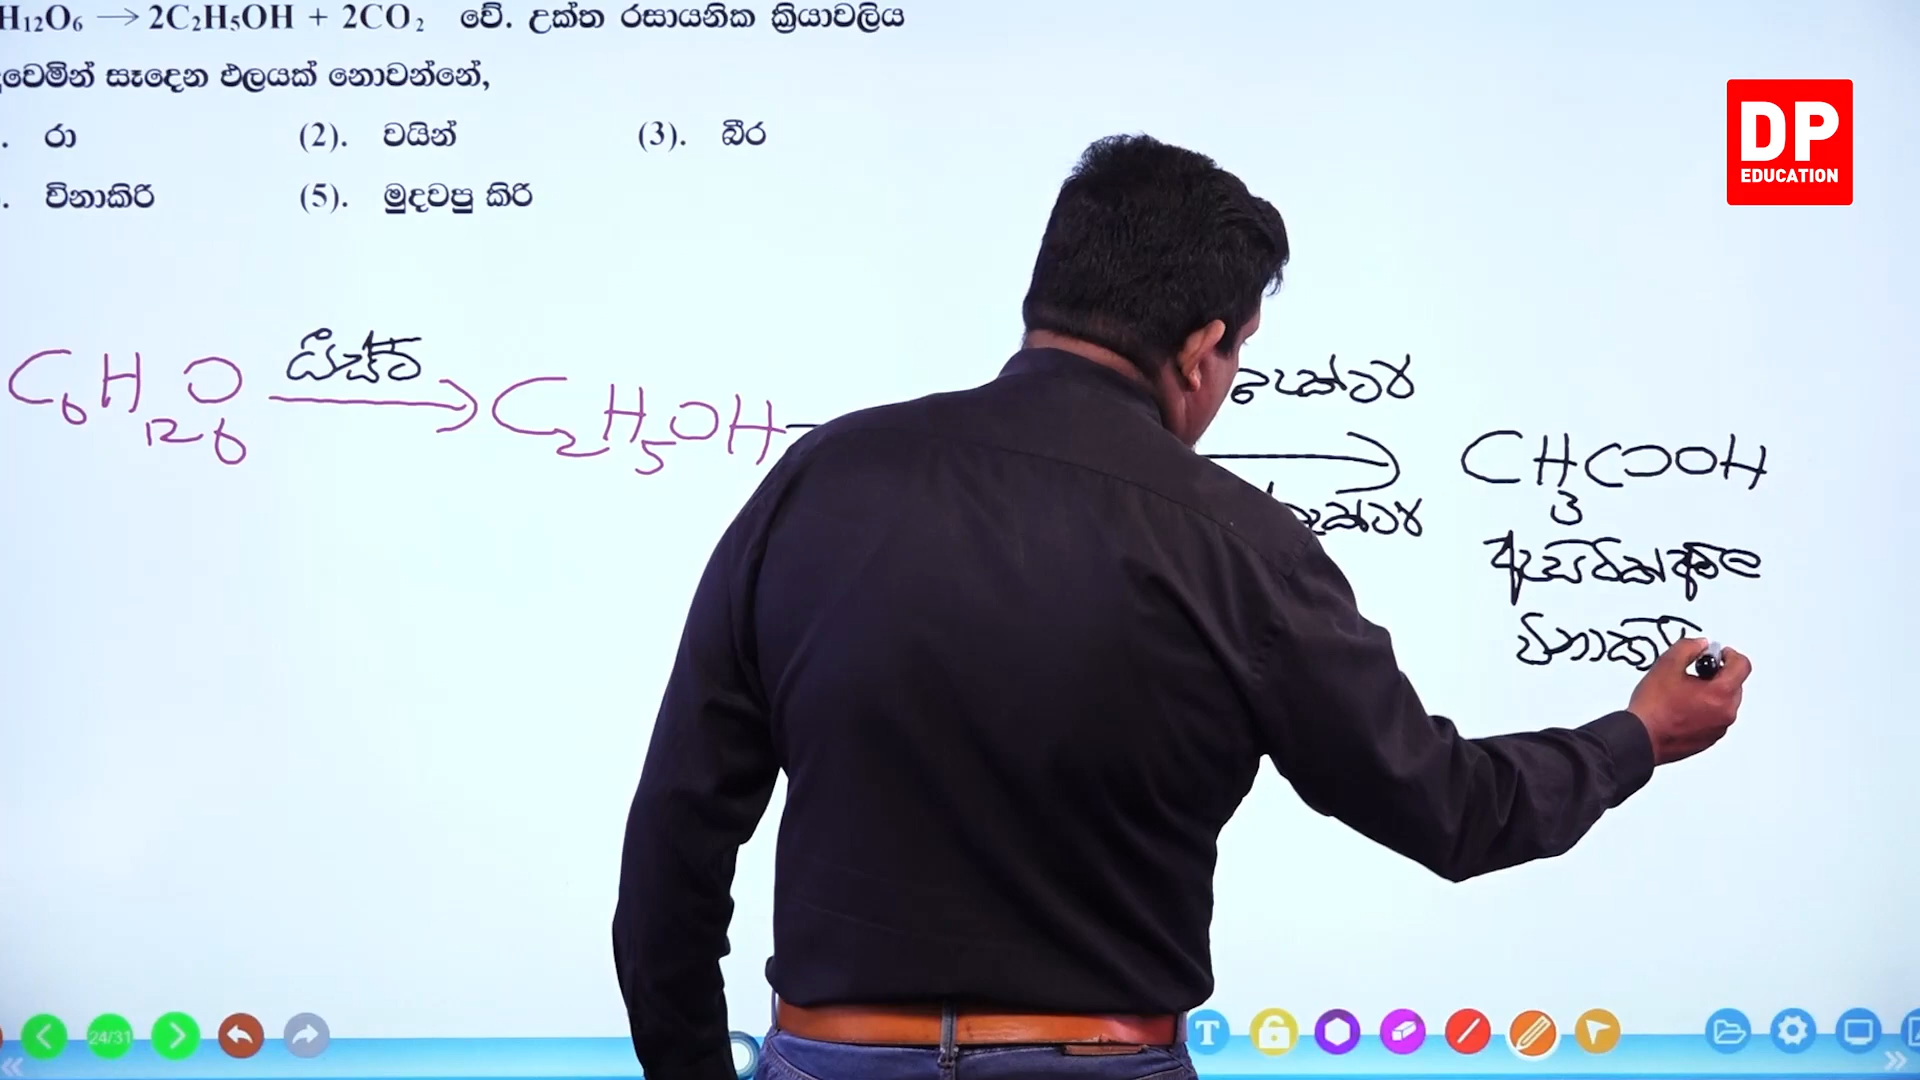 H₁₂O₆ → 2C₂H₅OH + 2CO₂ වේ. උක්ත රසායනික ක්‍රියාවලිය
වෙමින් සෑදෙන ඵලයක් නොවන්නේ,
. රා (2). වයින් (3). බීර
. විනාකිරි (5). මුදවපු කිරි
DP
EDUCATION
C₆H₁₂O₆ යීස්ට් → C₂H₅OH → CH₃COOH
ඇසිටික් අම්ල
විනාකි
24/31
T